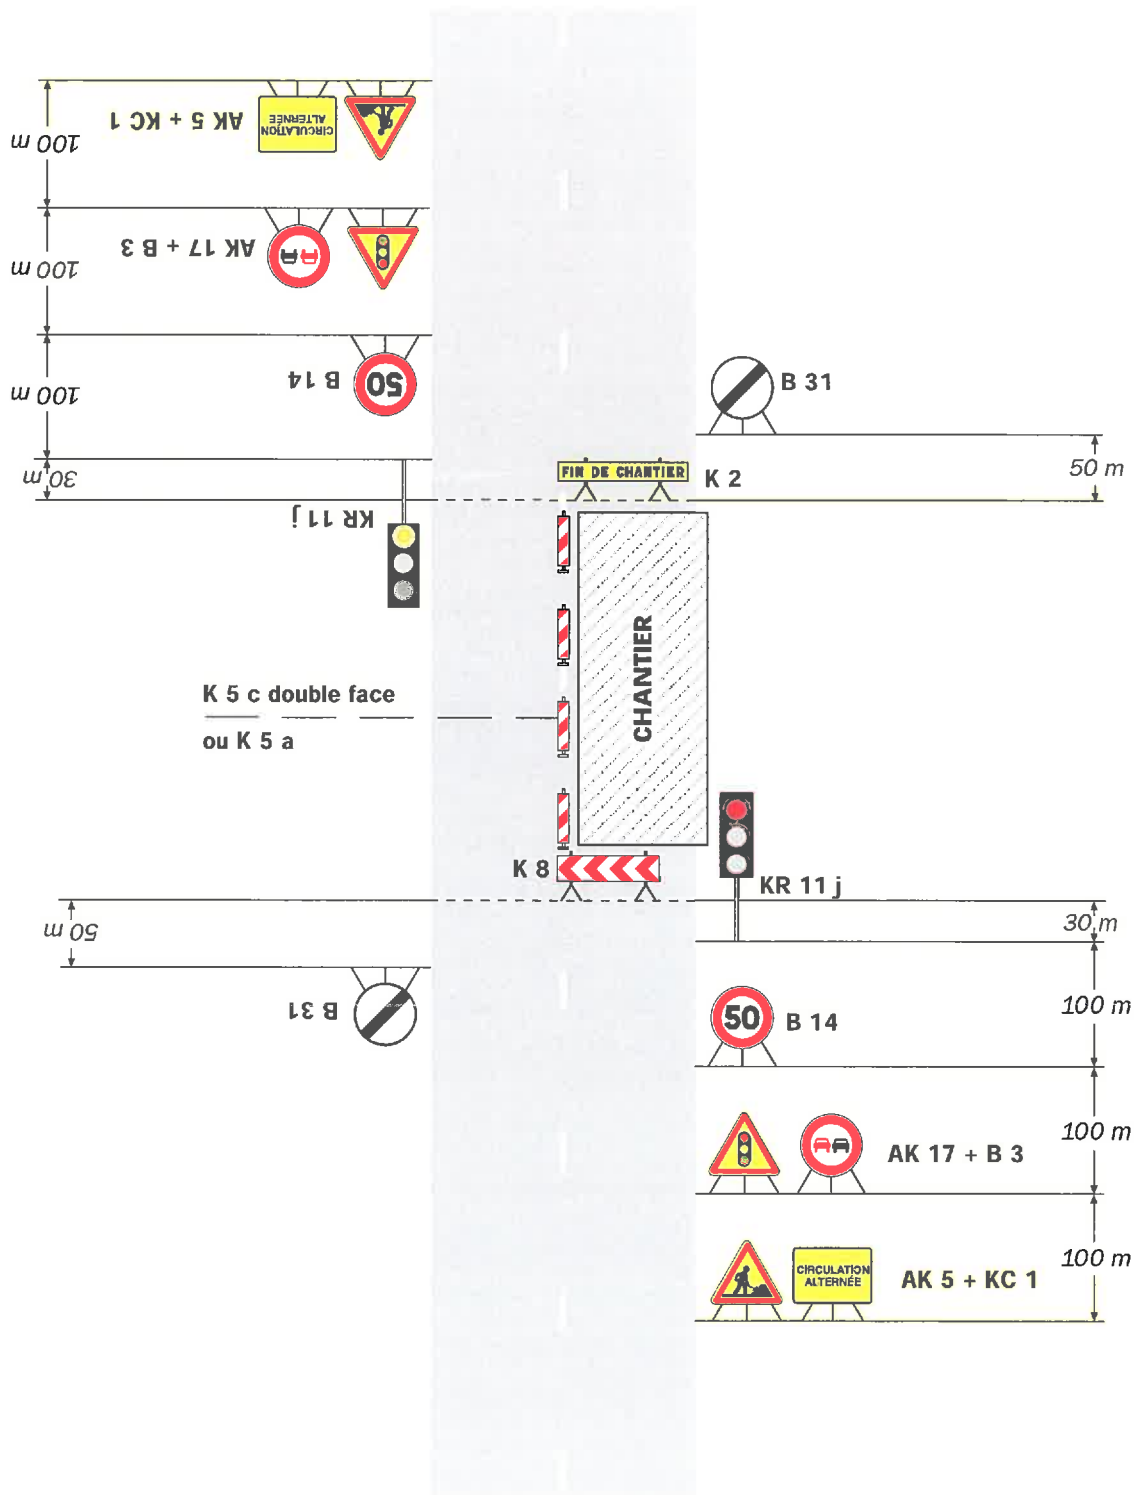 100 m
AK 5 + KC 1
CIRCULATION
ALTERNÉE
100 m
AK 17 + B 3
100 m
B 14
50
B 31
30 m
50 m
FIN DE CHANTIER
K 2
KR 11 j
CHANTIER
K 5 c double face
ou K 5 a
K 8
KR 11 j
50 m
30 m
B 31
50
B 14
100 m
AK 17 + B 3
100 m
CIRCULATION
ALTERNÉE
AK 5 + KC 1
100 m